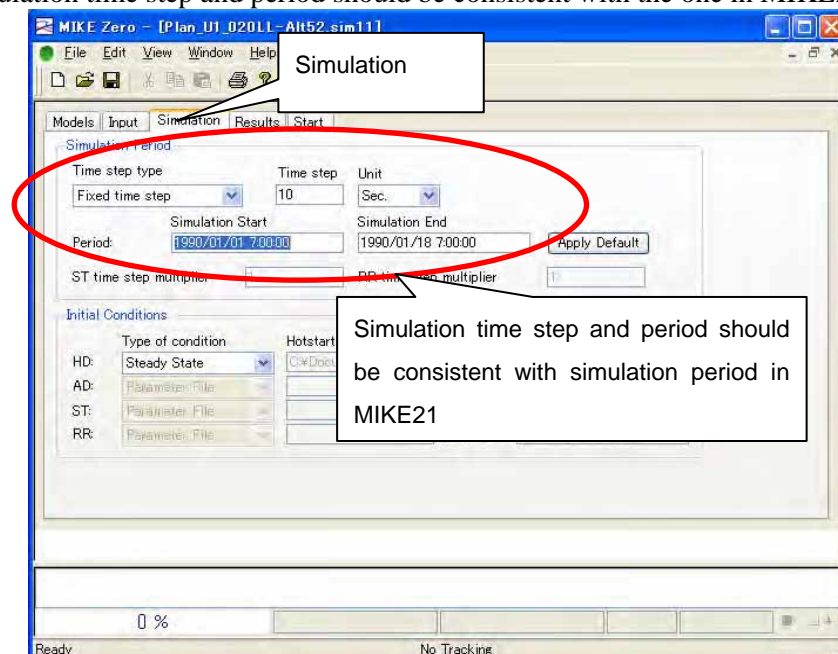 ulation time step and period should be consistent with the one in MIKE
MIKE Zero - [Plan_U1_020LL-Alt52.sim11]
File Edit View Window Help
Simulation
Models Input Simulation Results Start
Simulation Period
Time step type Time step Unit
Fixed time step 10 Sec.
Simulation Start Simulation End
Period: 1990/01/01 7:00:00 1990/01/18 7:00:00 Apply Default
ST time step multiplier RR time step multiplier 1
Initial Conditions
Type of condition Hotstart
HD: Steady State
AD: Parameter File
ST: Parameter File
RR: Parameter File
Simulation time step and period should
be consistent with simulation period in
MIKE21
0 %
Ready No Tracking